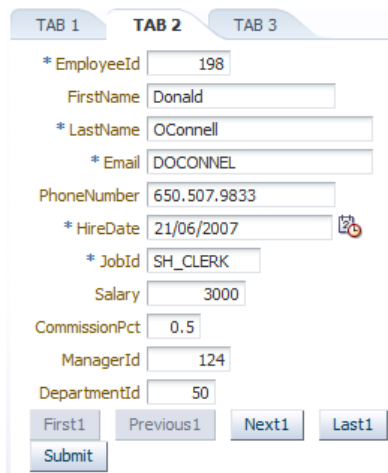 TAB 1 TAB 2 TAB 3
* EmployeeId 198
FirstName Donald
* LastName OConnell
* Email DOCONNEL
PhoneNumber 650.507.9833
* HireDate 21/06/2007
* JobId SH_CLERK
Salary 3000
CommissionPct 0.5
ManagerId 124
DepartmentId 50
First1 Previous1 Next1 Last1
Submit